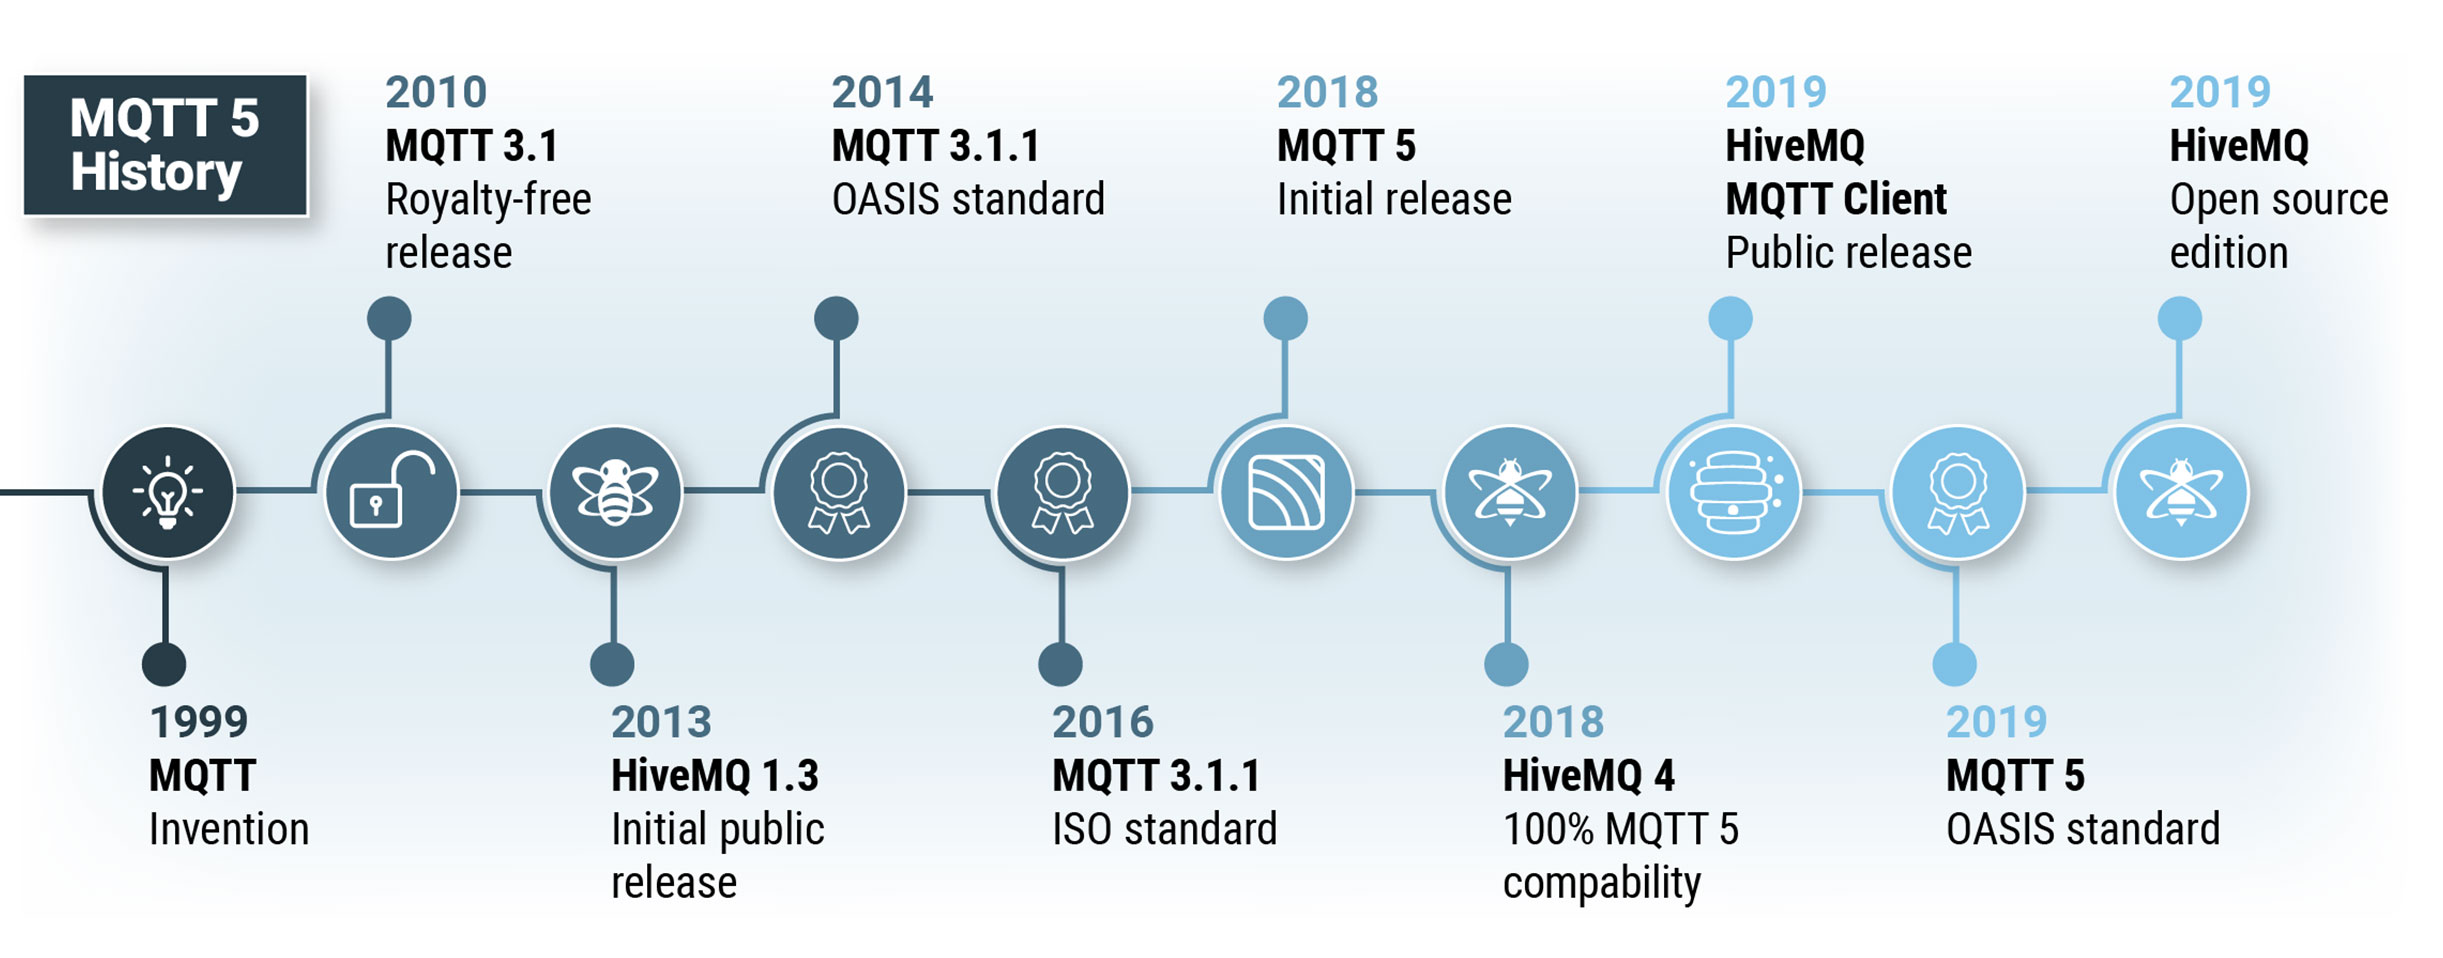 MQTT 5
History
2010
MQTT 3.1
Royalty-free
release
2014
MQTT 3.1.1
OASIS standard
2018
MQTT 5
Initial release
2019
HiveMQ
MQTT Client
Public release
2019
HiveMQ
Open source
edition
1999
MQTT
Invention
2013
HiveMQ 1.3
Initial public
release
2016
MQTT 3.1.1
ISO standard
2018
HiveMQ 4
100% MQTT 5
compability
2019
MQTT 5
OASIS standard